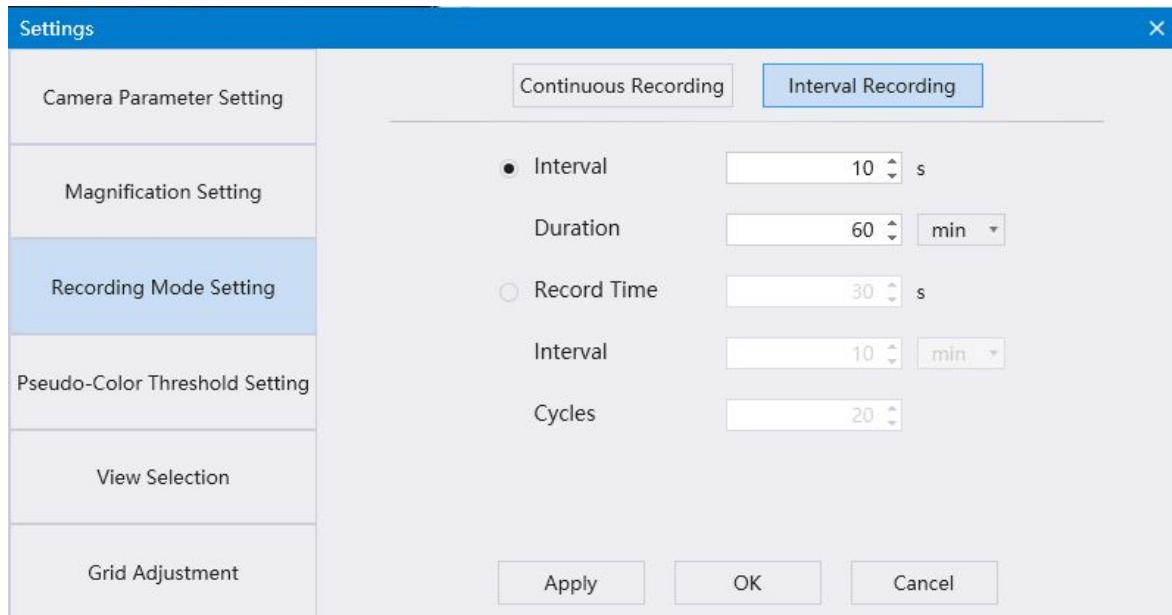 Settings
Camera Parameter Setting
Magnification Setting
Recording Mode Setting
Pseudo-Color Threshold Setting
View Selection
Grid Adjustment
Continuous Recording
Interval Recording
Interval 10 s
Duration 60 min
Record Time 30 s
Interval 10 min
Cycles 20
Apply OK Cancel